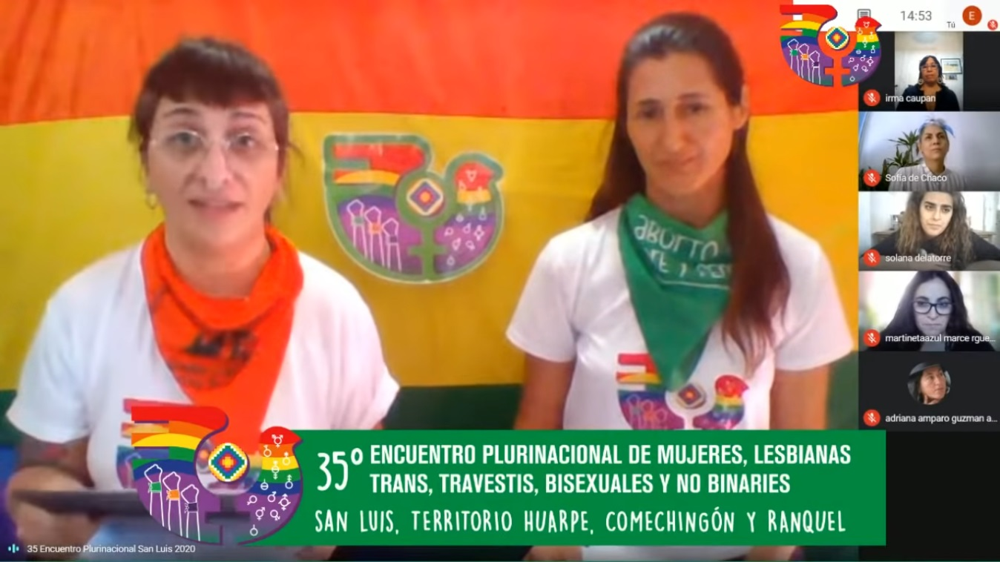 14:53
Tú
E
irma caupan
Sofia de Chaco
solana delatorre
martinetaazul marce rgue...
adriana amparo guzman a...
ABORTO
35º ENCUENTRO PLURINACIONAL DE MUJERES, LESBIANAS
TRANS, TRAVESTIS, BISEXUALES Y NO BINARIES
SAN LUIS, TERRITORIO HUARPE, COMECHINGÓN Y RANQUEL
35 Encuentro Plurinacional San Luis 2020